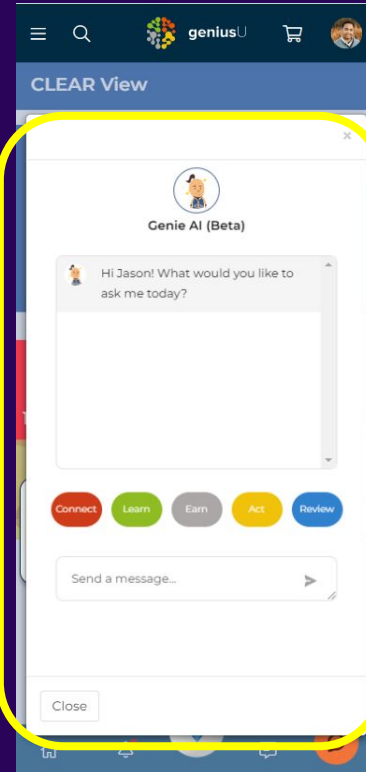 geniusU
CLEAR View
×
Genie AI (Beta)
Hi Jason! What would you like to
ask me today?
Connect
Learn
Earn
Act
Review
Send a message...
Close